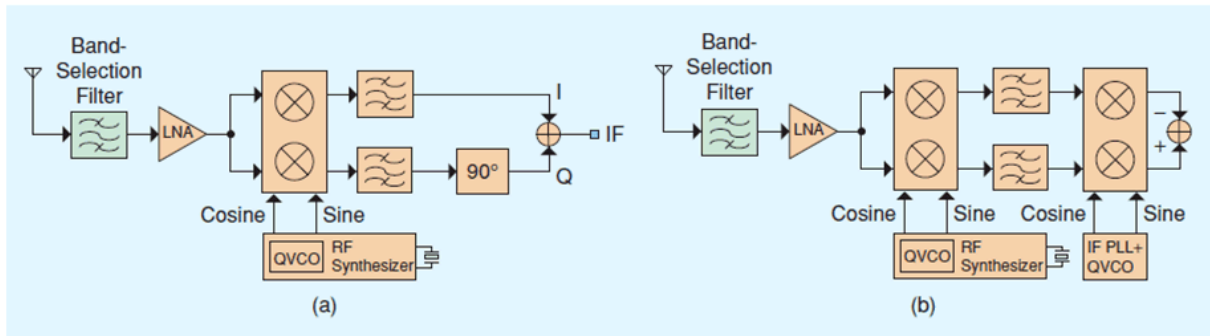 Band-
Selection
Filter
LNA
I
IF
90°
Q
Cosine
Sine
QVCO
RF
Synthesizer
(a)
Band-
Selection
Filter
LNA
−
+
Cosine
Sine
Cosine
Sine
QVCO
RF
Synthesizer
IF PLL+
QVCO
(b)